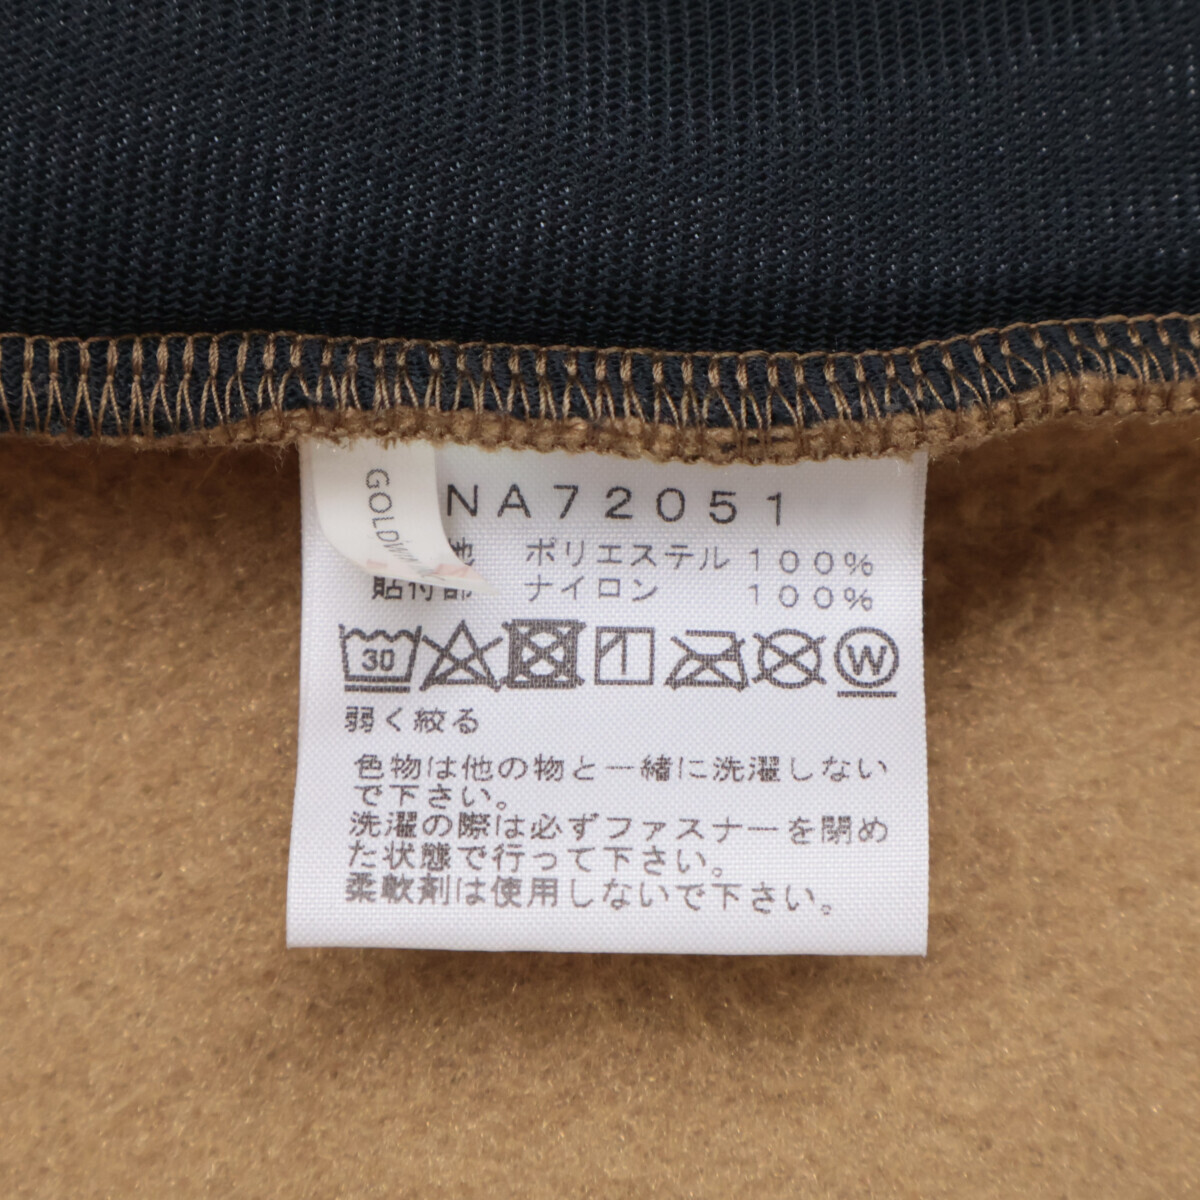 GOLDWIN
NA72051
地 ポリエステル 100%
貼付部 ナイロン 100%
30 W
弱く絞る
色物は他の物と一緒に洗濯しない
で下さい。
洗濯の際は必ずファスナーを閉め
た状態で行って下さい。
柔軟剤は使用しないで下さい。